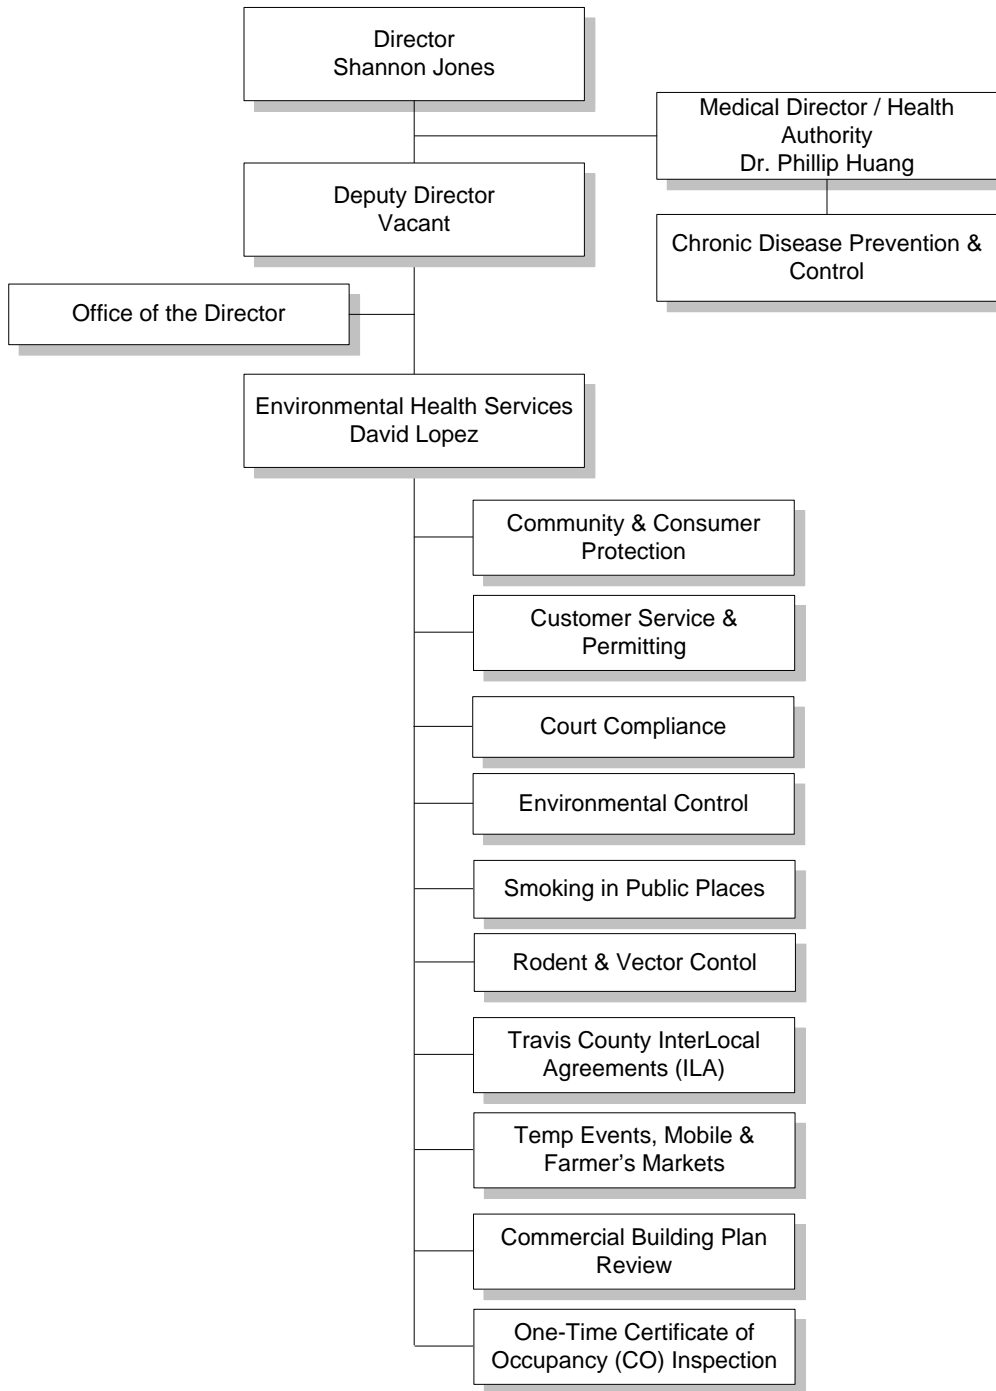 Director
Shannon Jones
Medical Director / Health
Authority
Dr. Phillip Huang
Deputy Director
Vacant
Chronic Disease Prevention &
Control
Office of the Director
Environmental Health Services
David Lopez
Community & Consumer
Protection
Customer Service &
Permitting
Court Compliance
Environmental Control
Smoking in Public Places
Rodent & Vector Contol
Travis County InterLocal
Agreements (ILA)
Temp Events, Mobile &
Farmer’s Markets
Commercial Building Plan
Review
One-Time Certificate of
Occupancy (CO) Inspection